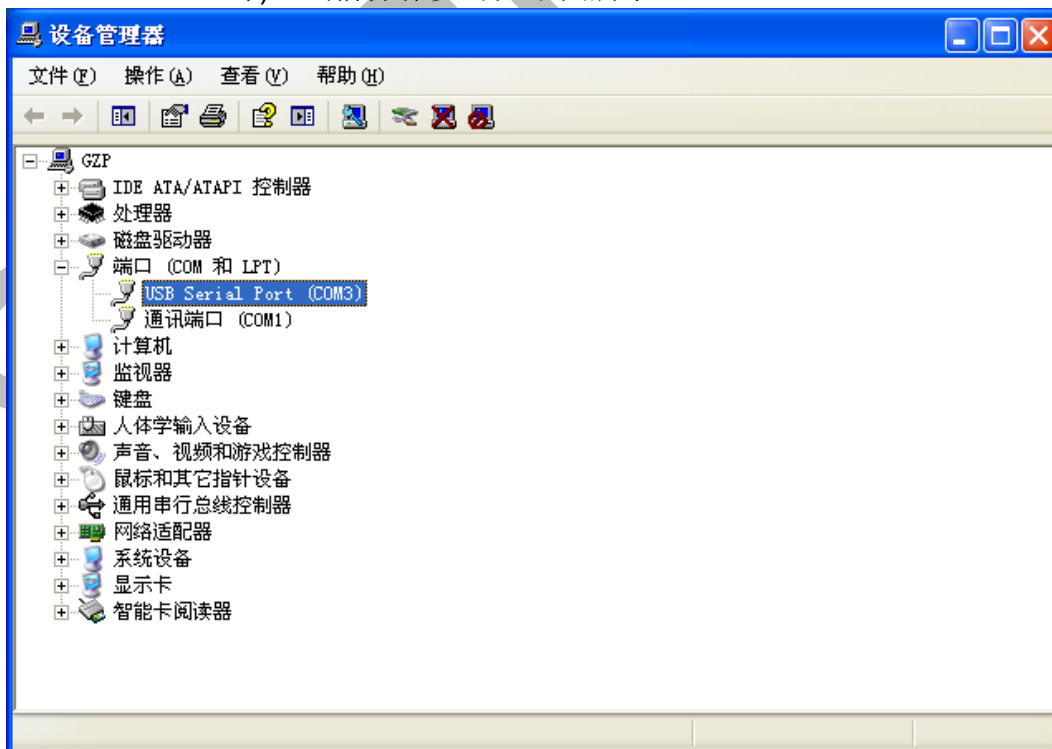 设备管理器
文件(F) 操作(A) 查看(V) 帮助(H)
GZP
IDE ATA/ATAPI 控制器
处理器
磁盘驱动器
端口 (COM 和 LPT)
USB Serial Port (COM3)
通讯端口 (COM1)
计算机
监视器
键盘
人体学输入设备
声音、视频和游戏控制器
鼠标和其它指针设备
通用串行总线控制器
网络适配器
系统设备
显示卡
智能卡阅读器